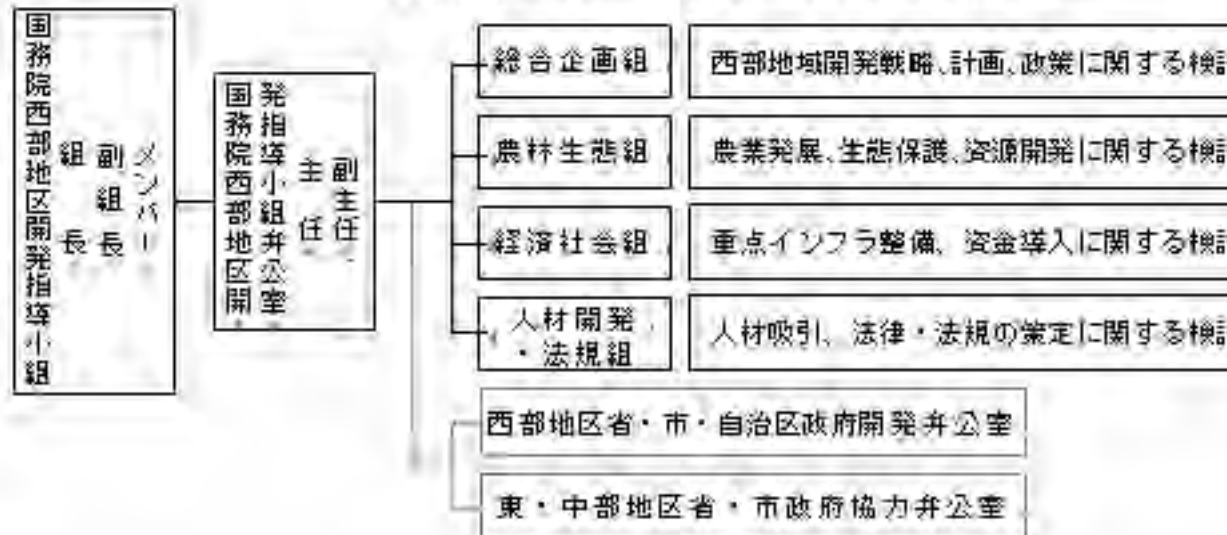 国務院西部地区開発指導小組
組長
副組長
メンバー
国務院西部地区開
発指導小組弁公室
主任
副主任
総合企画組
西部地域開発戦略、計画、政策に関する検討
農林生態組
農業発展、生態保護、資源開発に関する検討
経済社会組
重点インフラ整備、資金導入に関する検討
人材開発
・法規組
人材吸引、法律・法規の策定に関する検討
西部地区省・市・自治区政府開発弁公室
東・中部地区省・市政府協力弁公室